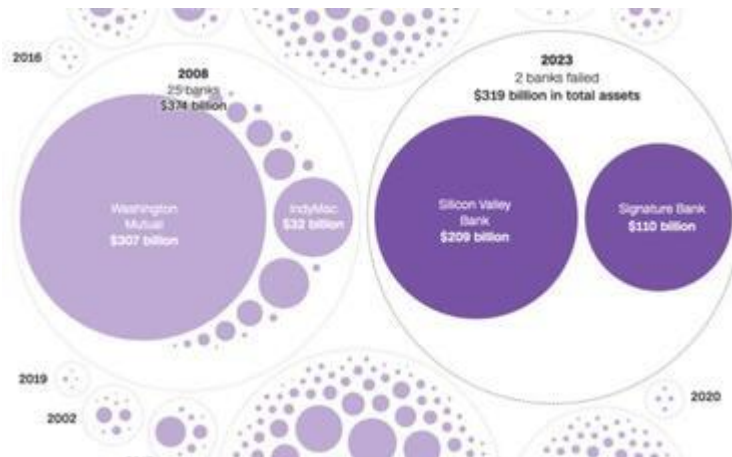 2016
2008
25 banks
$374 billion
Washington
Mutual
$307 billion
IndyMac
$32 billion
2023
2 banks failed
$319 billion in total assets
Silicon Valley
Bank
$209 billion
Signature Bank
$110 billion
2019
2002
2020